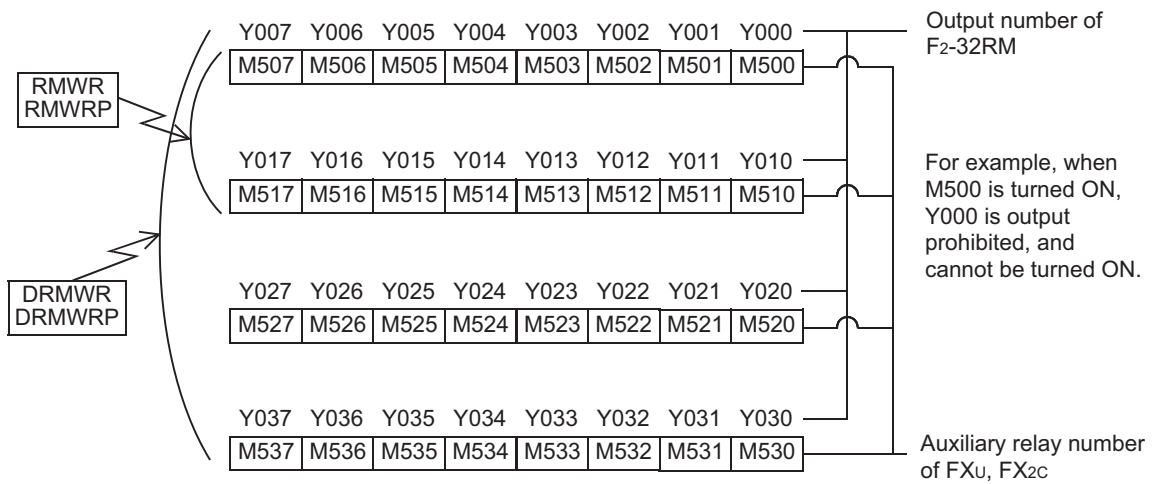 Y007 Y006 Y005 Y004 Y003 Y002 Y001 Y000
M507 M506 M505 M504 M503 M502 M501 M500
Output number of
F2-32RM
RMWR
RMWRP
Y017 Y016 Y015 Y014 Y013 Y012 Y011 Y010
M517 M516 M515 M514 M513 M512 M511 M510
For example, when
M500 is turned ON,
Y000 is output
prohibited, and
cannot be turned ON.
DRMWR
DRMWRP
Y027 Y026 Y025 Y024 Y023 Y022 Y021 Y020
M527 M526 M525 M524 M523 M522 M521 M520
Y037 Y036 Y035 Y034 Y033 Y032 Y031 Y030
M537 M536 M535 M534 M533 M532 M531 M530
Auxiliary relay number
of FXU, FX2C